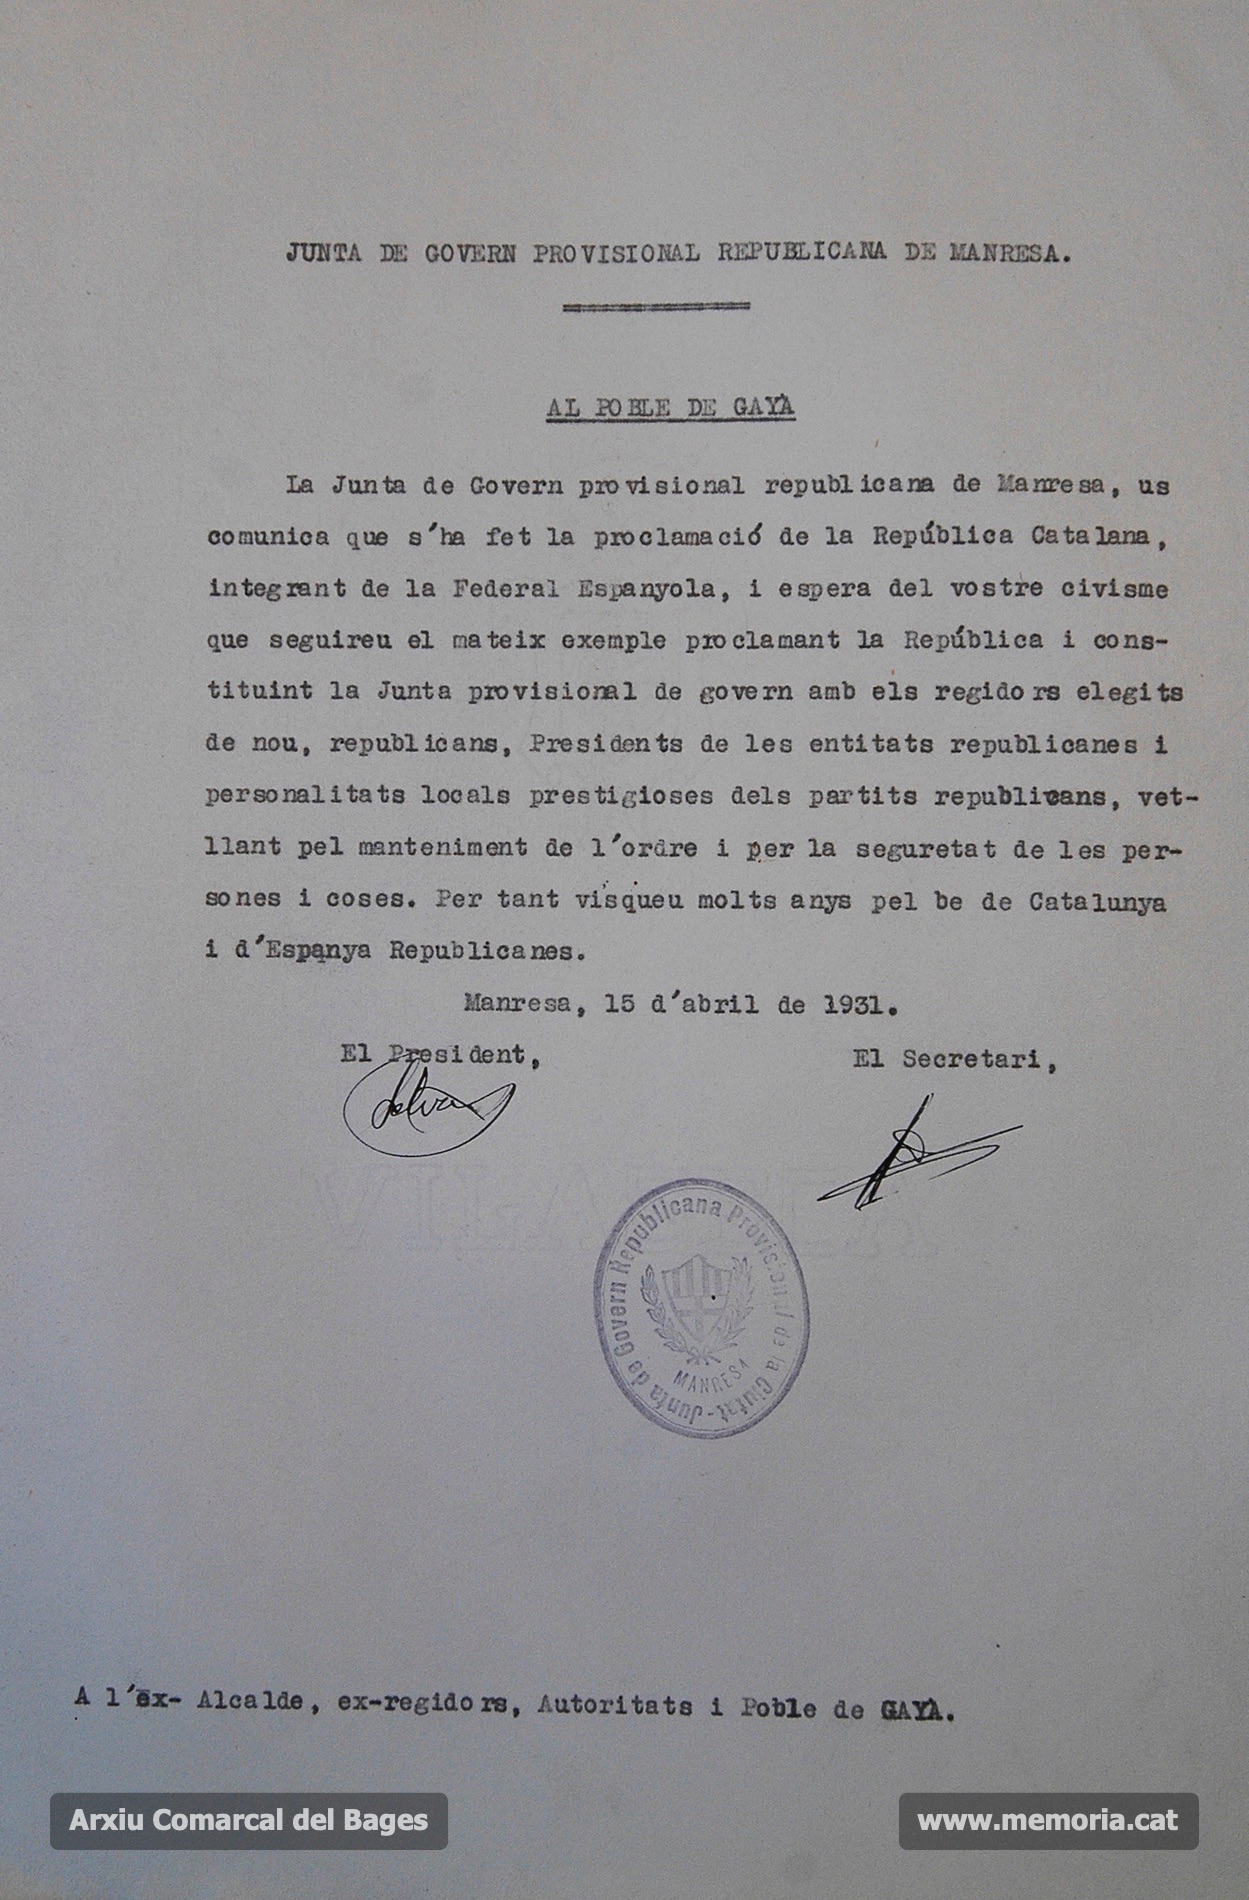 JUNTA DE GOVERN PROVISIONAL REPUBLICANA DE MANRESA.
AL POBLE DE GAYÀ
La Junta de Govern provisional republicana de Manresa, us
comunica que s'ha fet la proclamació de la República Catalana,
integrant de la Federal Espanyola, i espera del vostre civisme
que seguireu el mateix exemple proclamant la República i cons-
tituint la Junta provisional de govern amb els regidors elegits
de nou, republicans, Presidents de les entitats republicanes i
personalitats locals prestigioses dels partits republicans, vet-
llant pel manteniment de l'ordre i per la seguretat de les per-
sones i coses. Per tant visqueu molts anys pel be de Catalunya
i d'Espanya Republicanes.
Manresa, 15 d'abril de 1931.
El President,
El Secretari,
Junta de Govern Republicana Provisional de la Ciutat-
MANRESA
A l'ex- Alcalde, ex-regidors, Autoritats i Poble de GAYÀ.
Arxiu Comarcal del Bages
www.memoria.cat